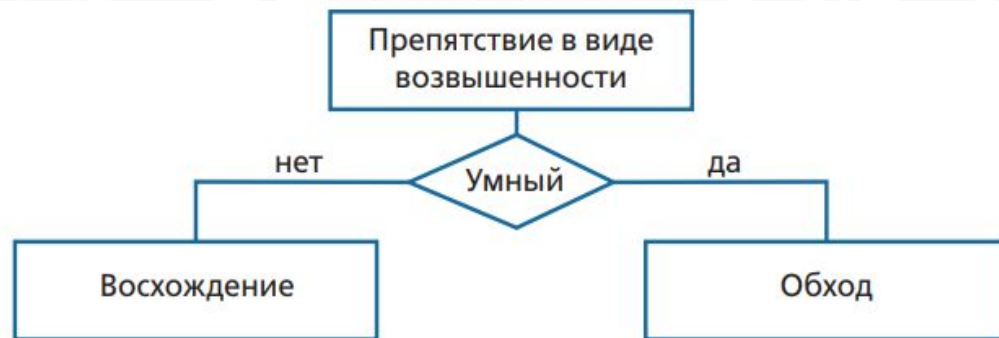 Препятствие в виде
возвышенности
нет
Умный
да
Восхождение
Обход